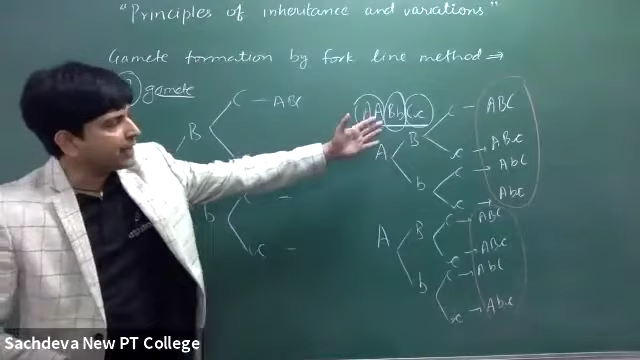 "Principles of inheritance and variations"
Gamete formation by fork line method ⇒
gamete
C — ABC
B
b
c —
AABbCc
A B C — ABC
c → ABc
b C → AbC
c → Abc
A B C → ABC
c → ABc
b C → AbC
c → Abc
Sachdeva New PT College